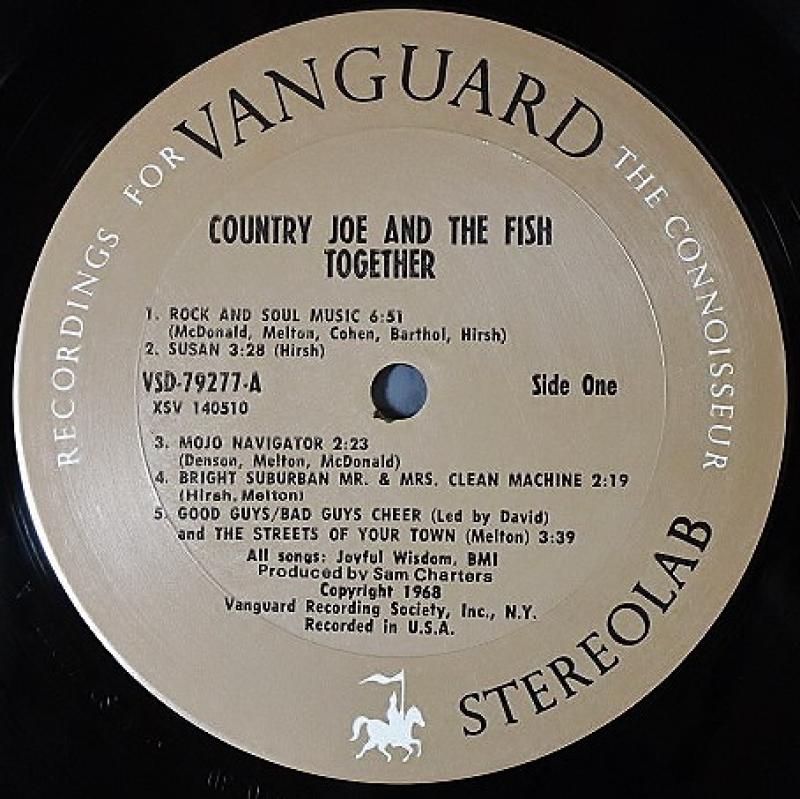 RECORDINGS FOR VANGUARD THE CONNOISSEUR
COUNTRY JOE AND THE FISH
TOGETHER
1. ROCK AND SOUL MUSIC 6:51
(McDonald, Melton, Cohen, Barthol, Hirsh)
2. SUSAN 3:28 (Hirsh)
VSD-79277-A Side One
XSV 140510
3. MOJO NAVIGATOR 2:23
(Denson, Melton, McDonald)
4. BRIGHT SUBURBAN MR. & MRS. CLEAN MACHINE 2:19
(Hirsh, Melton)
5. GOOD GUYS/BAD GUYS CHEER (Led by David)
and THE STREETS OF YOUR TOWN (Melton) 3:39
All songs: Joyful Wisdom, BMI
Produced by Sam Charters
Copyright 1968
Vanguard Recording Society, Inc., N.Y.
Recorded in U.S.A.
STEREOLAB